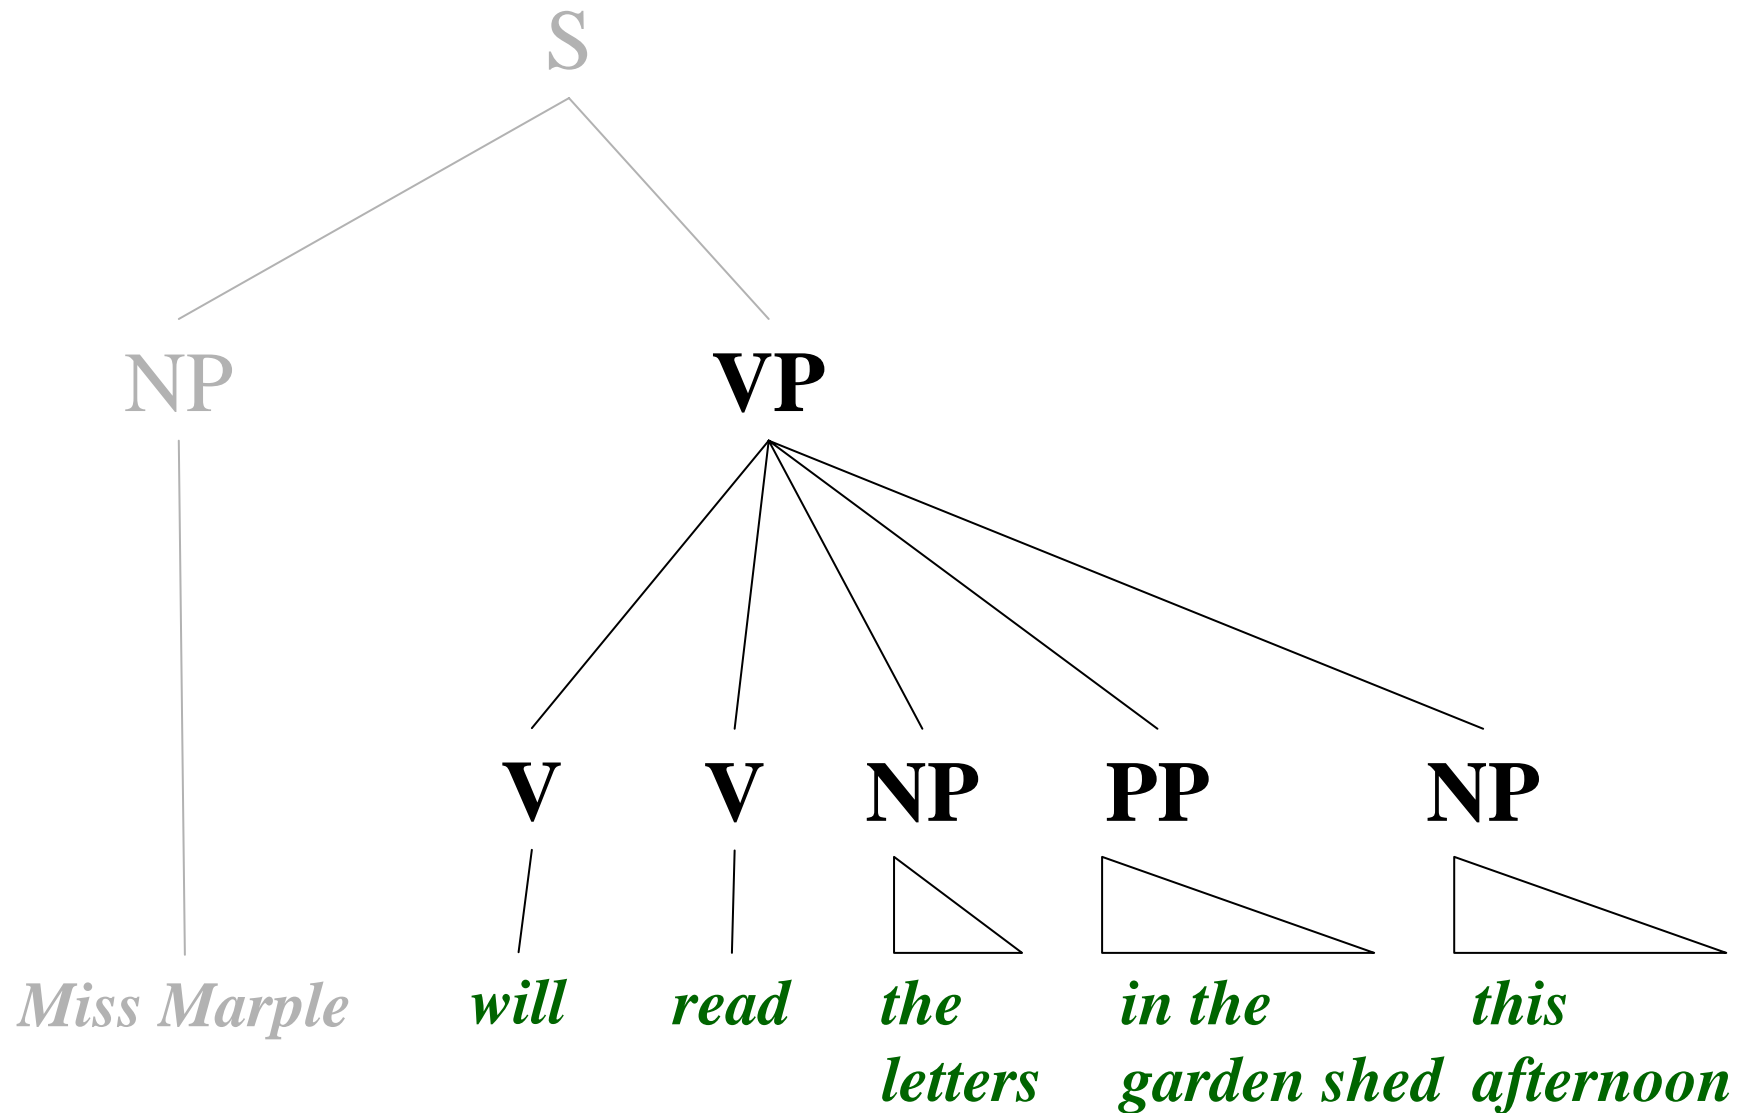 S
NP VP
V V NP PP NP
Miss Marple will read the in the this
letters garden shed afternoon